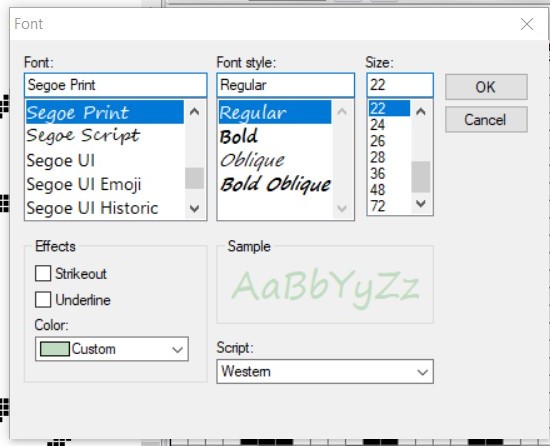 Font
Font:
Segoe Print
Segoe Print
Segoe Script
Segoe UI
Segoe UI Emoji
Segoe UI Historic
Font style:
Regular
Regular
Bold
Oblique
Bold Oblique
Size:
22
22
24
26
28
36
48
72
OK
Cancel
Effects
Strikeout
Underline
Color:
Custom
Sample
AaBbYyZz
Script:
Western